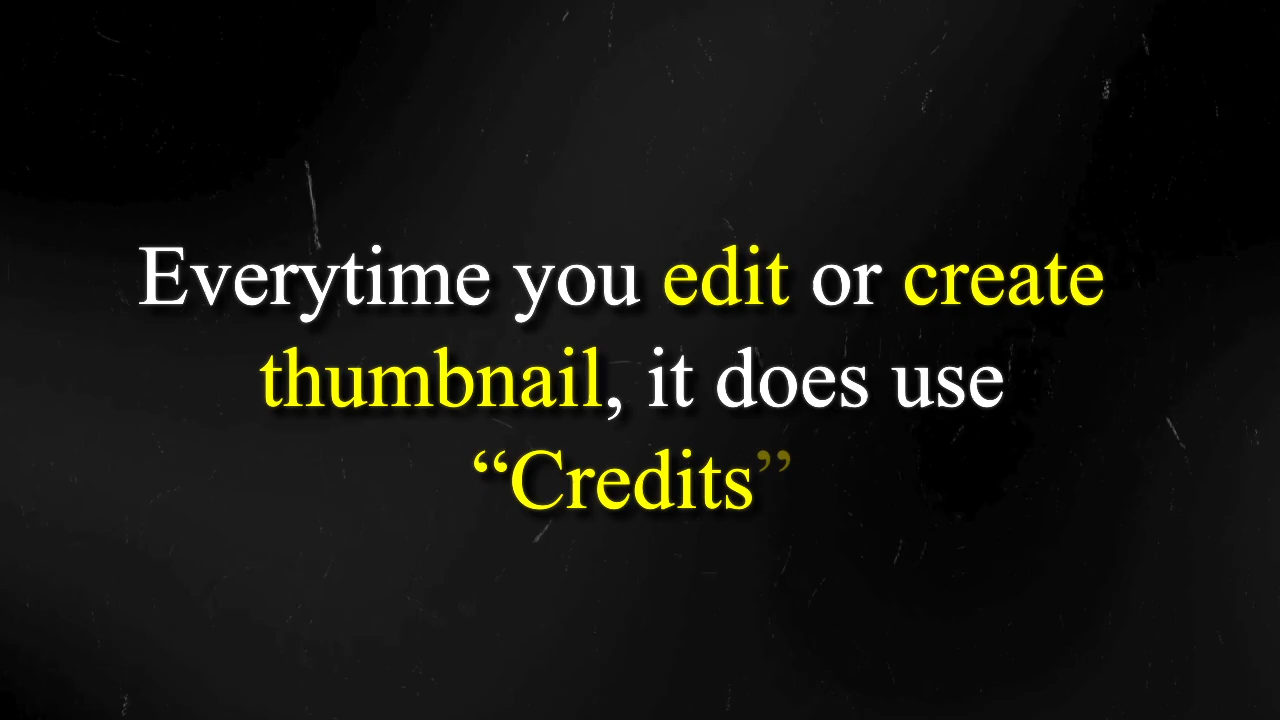 Everytime you edit or create
thumbnail, it does use
“Credits”